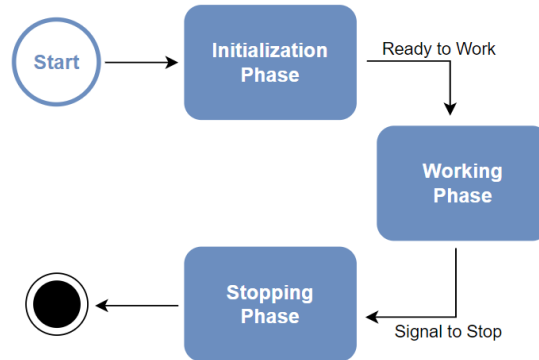 Start
Initialization
Phase
Ready to Work
Working
Phase
Stopping
Phase
Signal to Stop